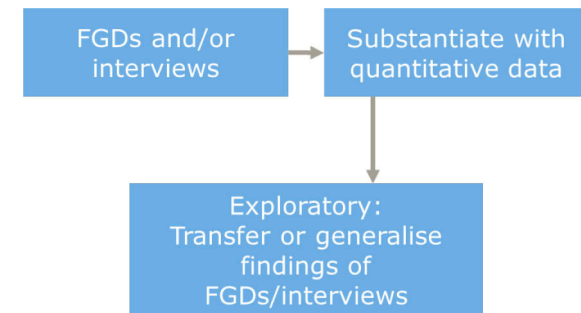 FGDs and/or
interviews
Substantiate with
quantitative data
Exploratory:
Transfer or generalise
findings of
FGDs/interviews